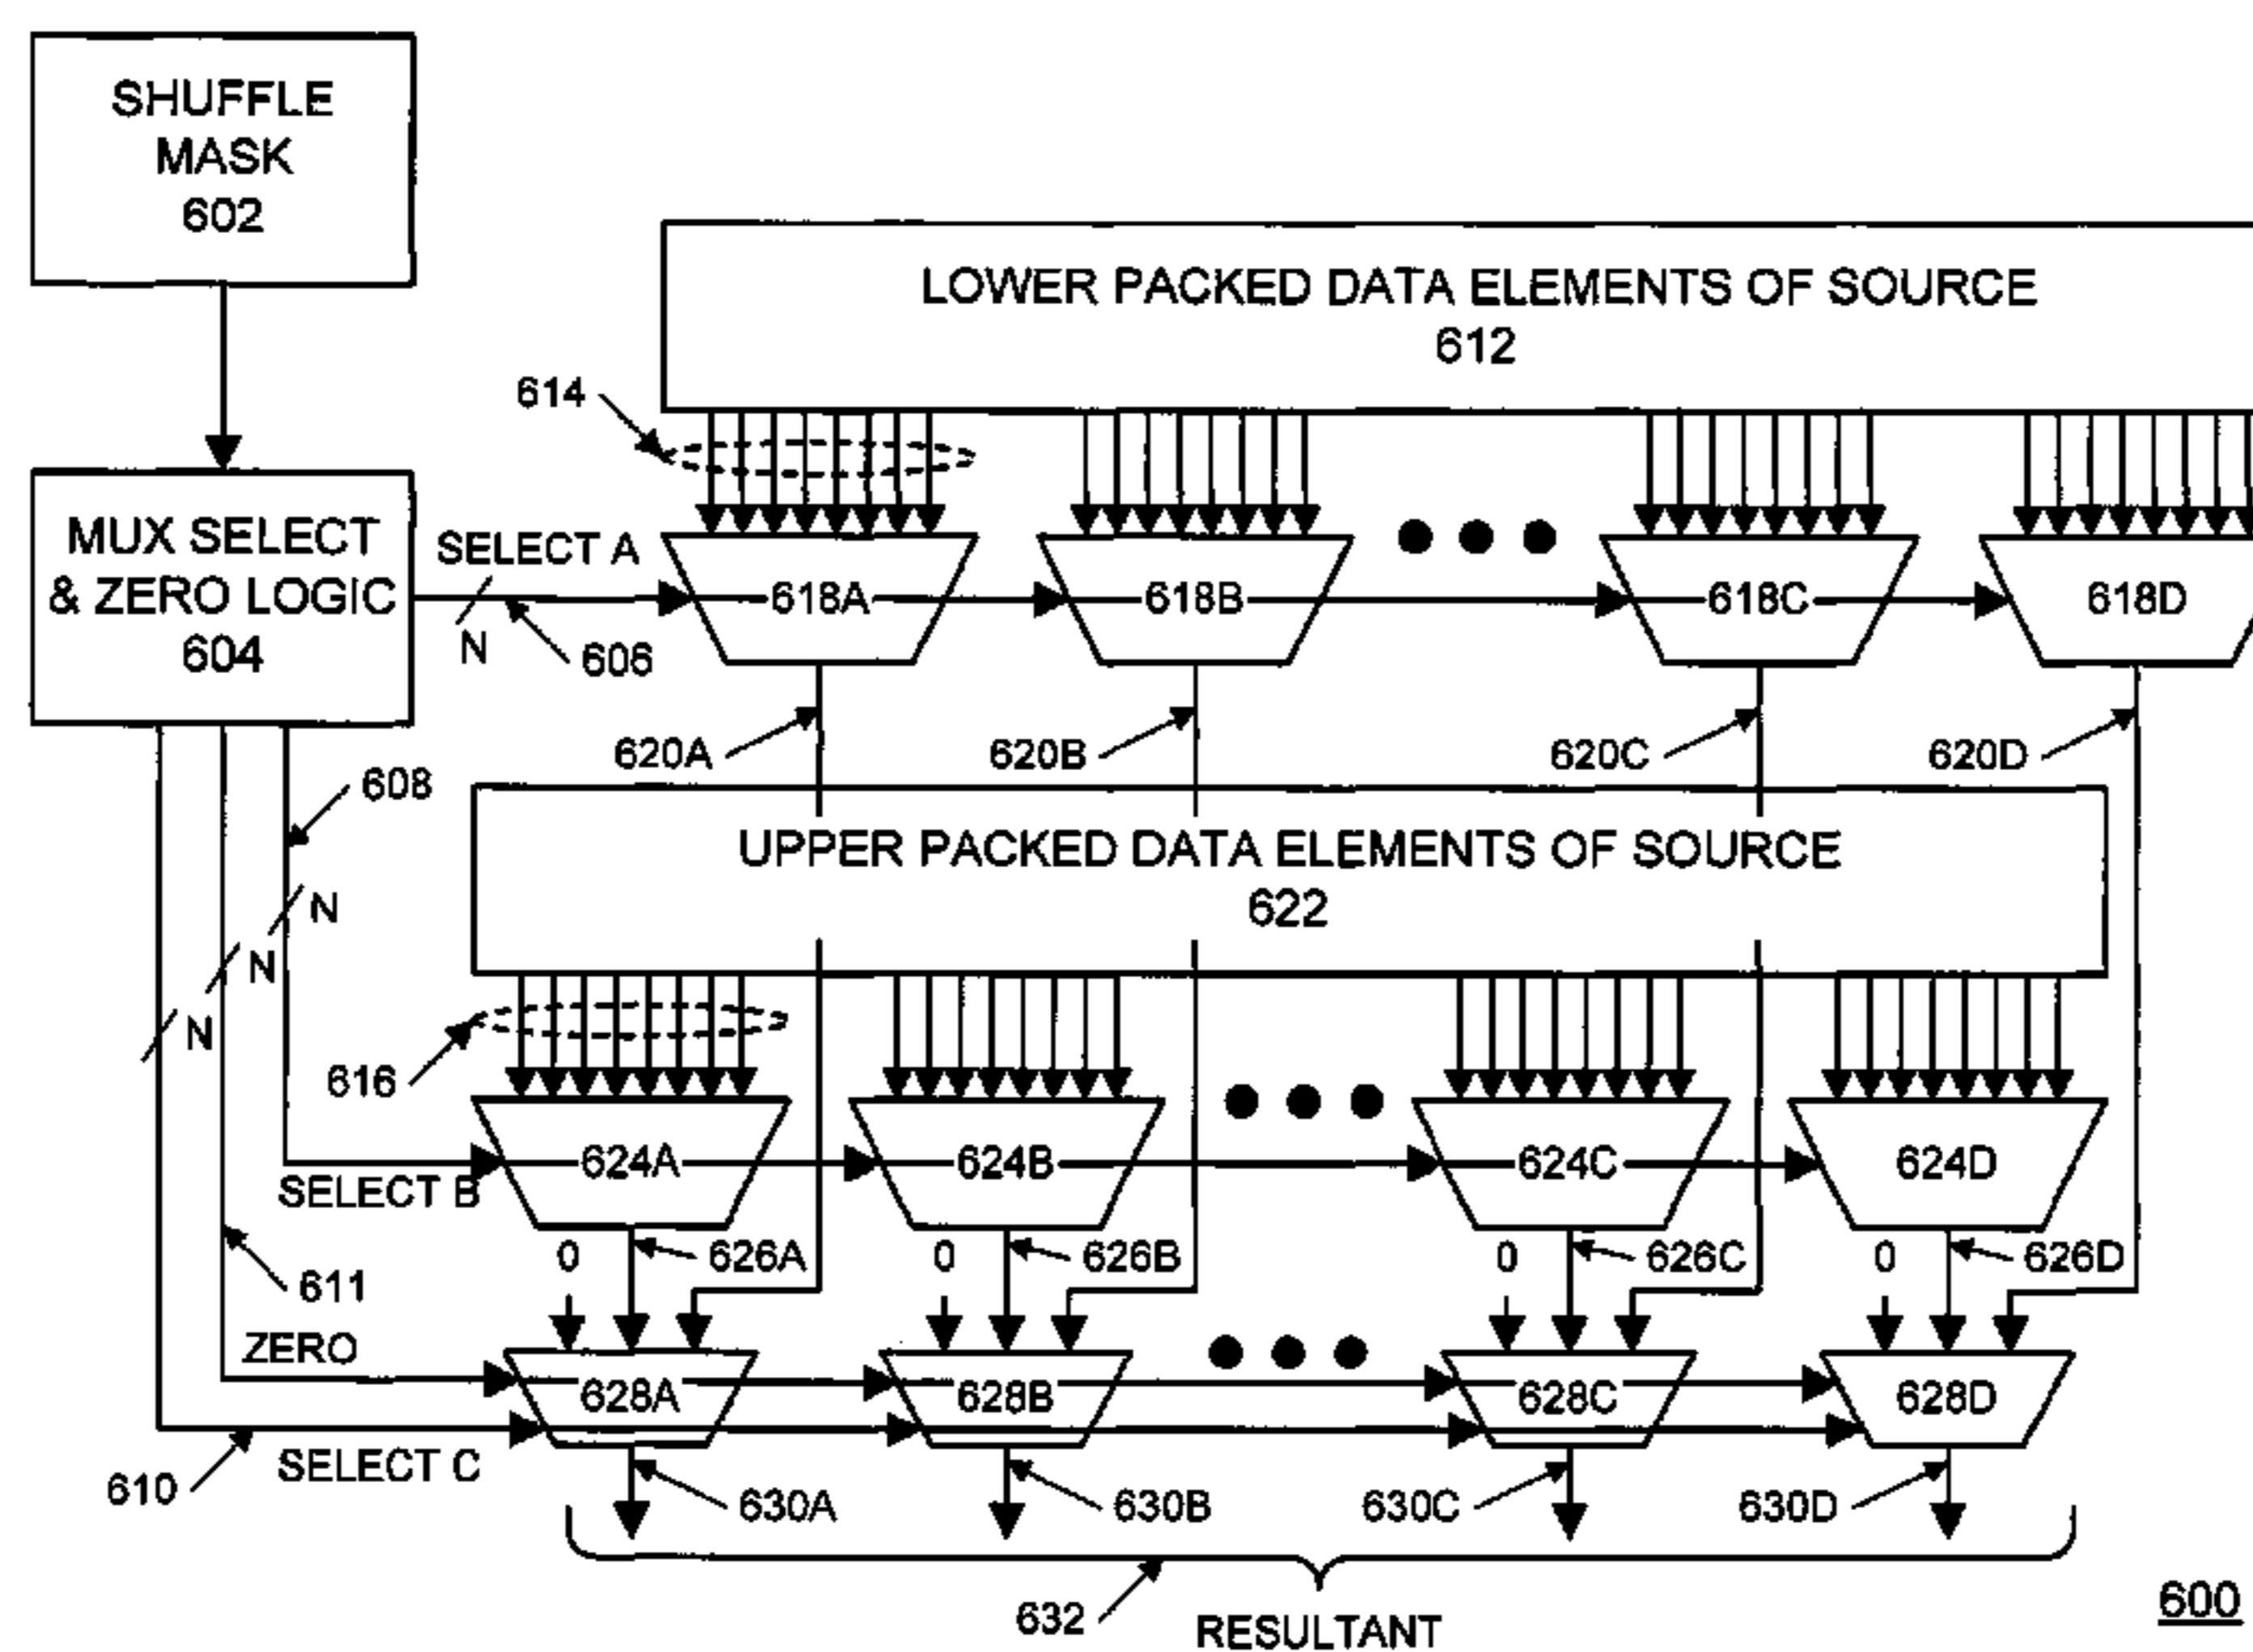 SHUFFLE
MASK
602
LOWER PACKED DATA ELEMENTS OF SOURCE
612
614
MUX SELECT
& ZERO LOGIC
604
SELECT A
N
606
618A
618B
618C
618D
620A
620B
620C
620D
608
UPPER PACKED DATA ELEMENTS OF SOURCE
622
N
N
N
616
624A
624B
624C
624D
SELECT B
0
626A
0
626B
0
626C
0
626D
611
ZERO
628A
628B
628C
628D
SELECT C
610
630A
630B
630C
630D
632
RESULTANT
600